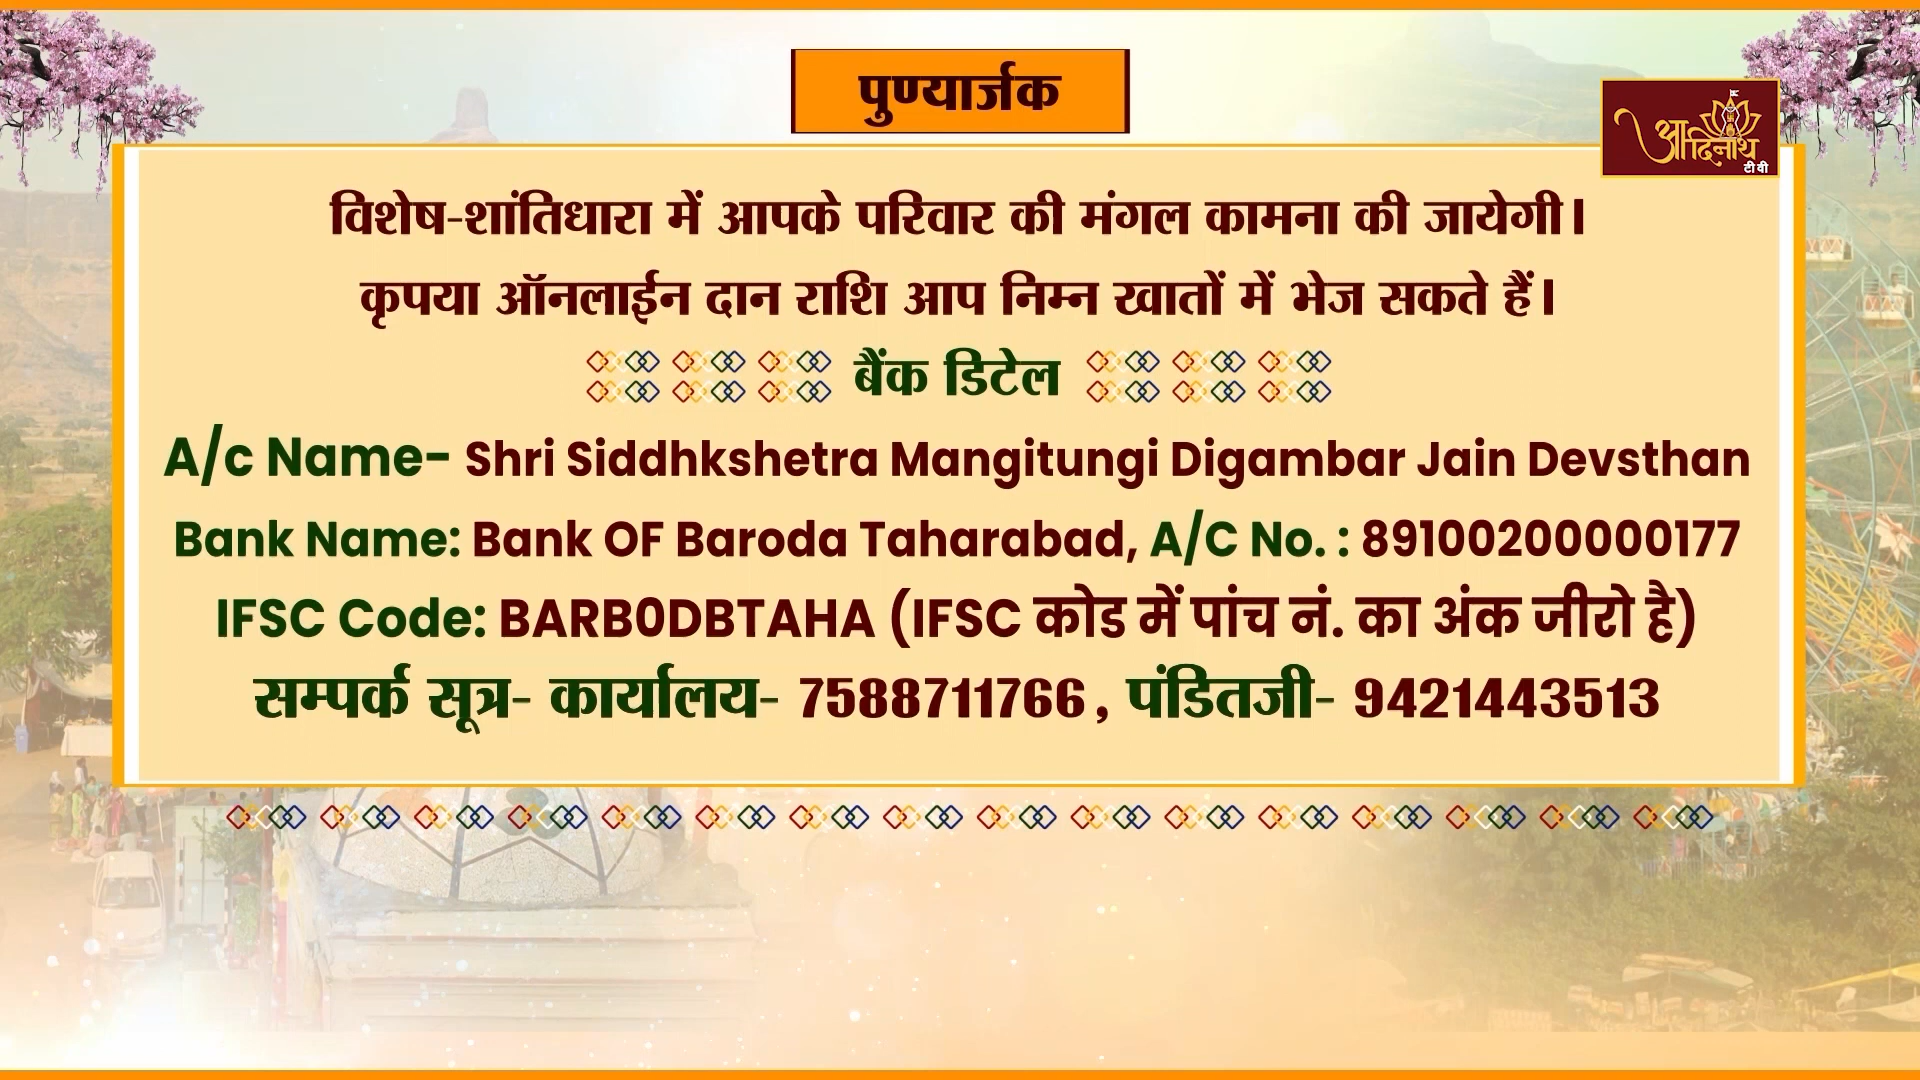 पुण्यार्जक
आदिनाथ
टीवी
विशेष-शांतिधारा में आपके परिवार की मंगल कामना की जायेगी।
कृपया ऑनलाईन दान राशि आप निम्न खातों में भेज सकते हैं।
बैंक डिटेल
A/c Name- Shri Siddhkshetra Mangitungi Digambar Jain Devsthan
Bank Name: Bank OF Baroda Taharabad, A/C No. : 89100200000177
IFSC Code: BARB0DBTAHA (IFSC कोड में पांच नं. का अंक जीरो है)
सम्पर्क सूत्र- कार्यालय- 7588711766, पंडितजी- 9421443513